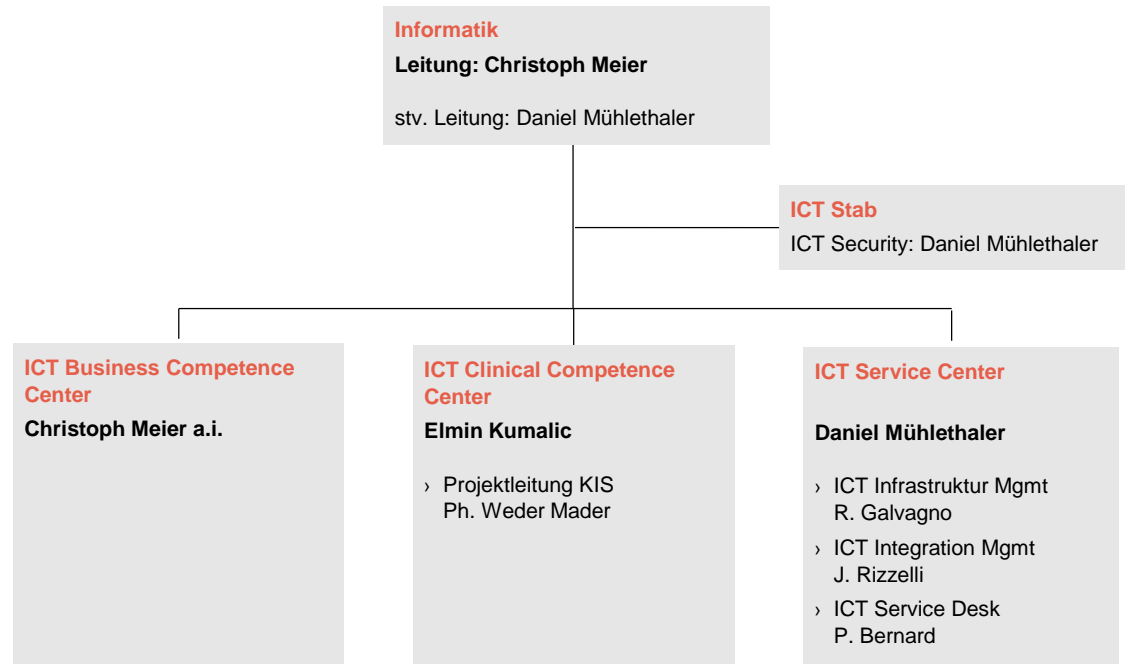 Informatik
Leitung: Christoph Meier
stv. Leitung: Daniel Mühlethaler
ICT Stab
ICT Security: Daniel Mühlethaler
ICT Business Competence
Center
Christoph Meier a.i.
ICT Clinical Competence
Center
Elmin Kumalic
› Projektleitung KIS
Ph. Weder Mader
ICT Service Center
Daniel Mühlethaler
› ICT Infrastruktur Mgmt
R. Galvagno
› ICT Integration Mgmt
J. Rizzelli
› ICT Service Desk
P. Bernard